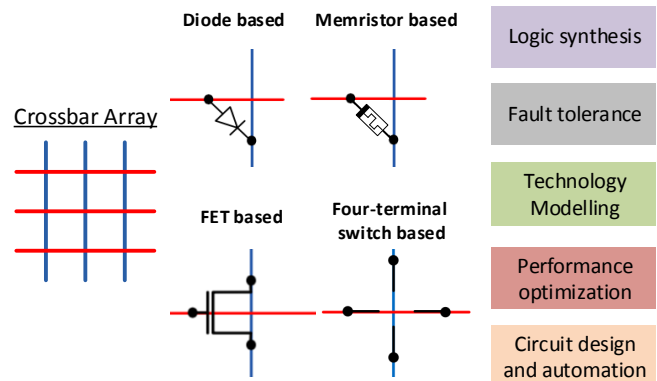 Crossbar Array
Diode based
Memristor based
FET based
Four-terminal
switch based
Logic synthesis
Fault tolerance
Technology
Modelling
Performance
optimization
Circuit design
and automation